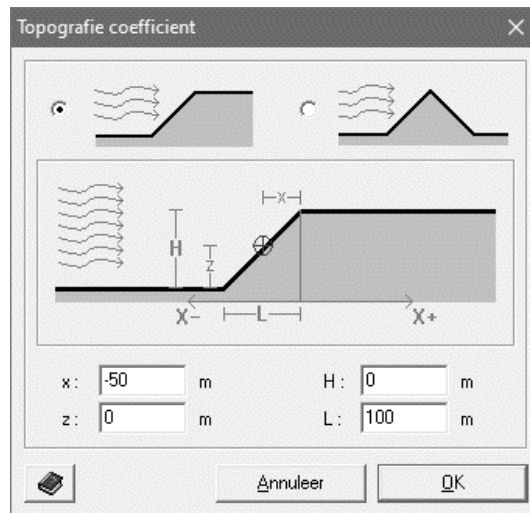 Topografie coefficient
x
H
z
X-
L
X+
x: -50 m
H: 0 m
z: 0 m
L: 100 m
Annuleer
OK